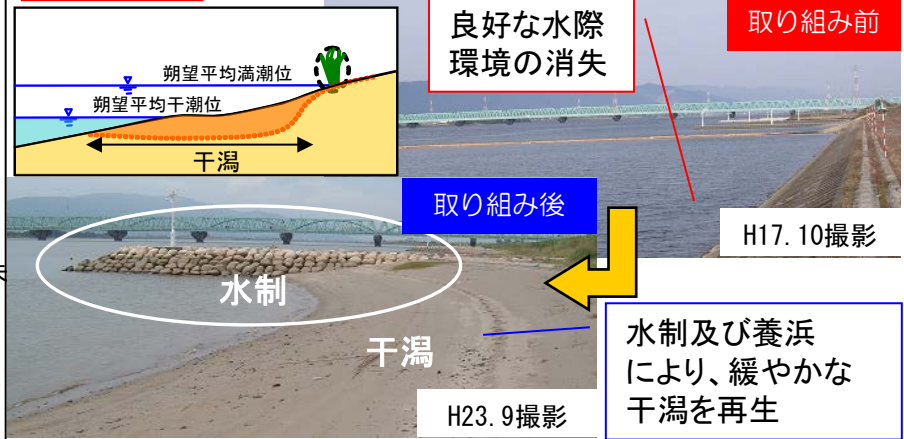 朔望平均満潮位
朔望平均干潮位
干潟
良好な水際
環境の消失
取り組み前
H17.10撮影
取り組み後
水制
干潟
H23.9撮影
水制及び養浜
により、緩やかな
干潟を再生